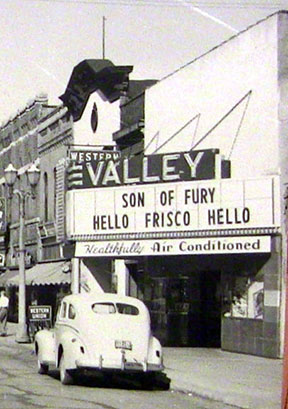 WESTERN
VALLEY
SON OF FURY
HELLO FRISCO HELLO
Healthfully Air Conditioned
WESTERN
UNION